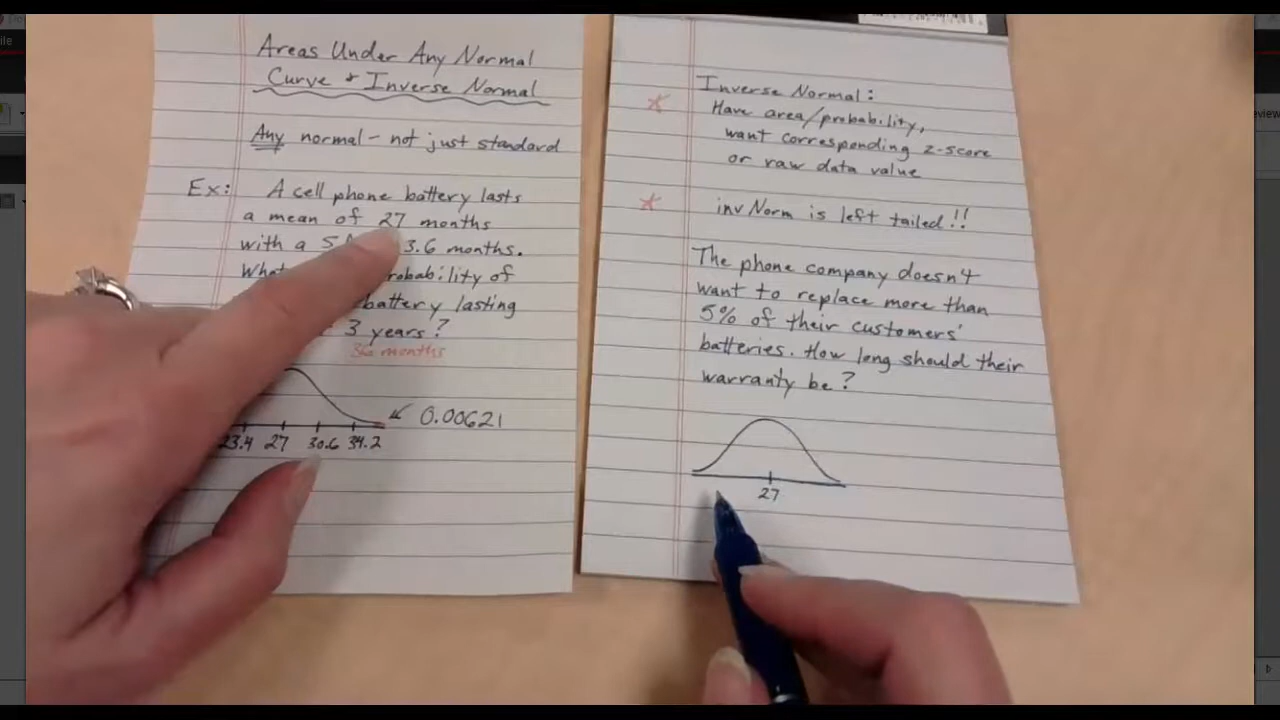 ile
eview
Areas Under Any Normal
Curve + Inverse Normal
Any normal - not just standard
Ex: A cell phone battery lasts
a mean of 27 months
with a 3.6 months.
What probability of
battery lasting
3 years?
36 months
0.00621
23.4 27 30.6 34.2
Inverse Normal:
* Have area/probability,
want corresponding z-score
or raw data value
* invNorm is left tailed!!
The phone company doesn't
want to replace more than
5% of their customers'
batteries. How long should their
warranty be?
27